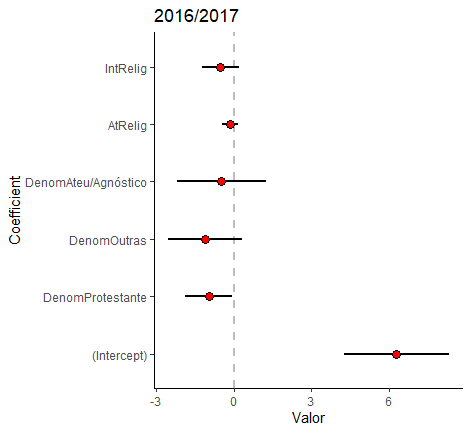 2016/2017
Coefficient
IntRelig
AtRelig
DenomAteu/Agnóstico
DenomOutras
DenomProtestante
(Intercept)
-3 0 3 6
Valor